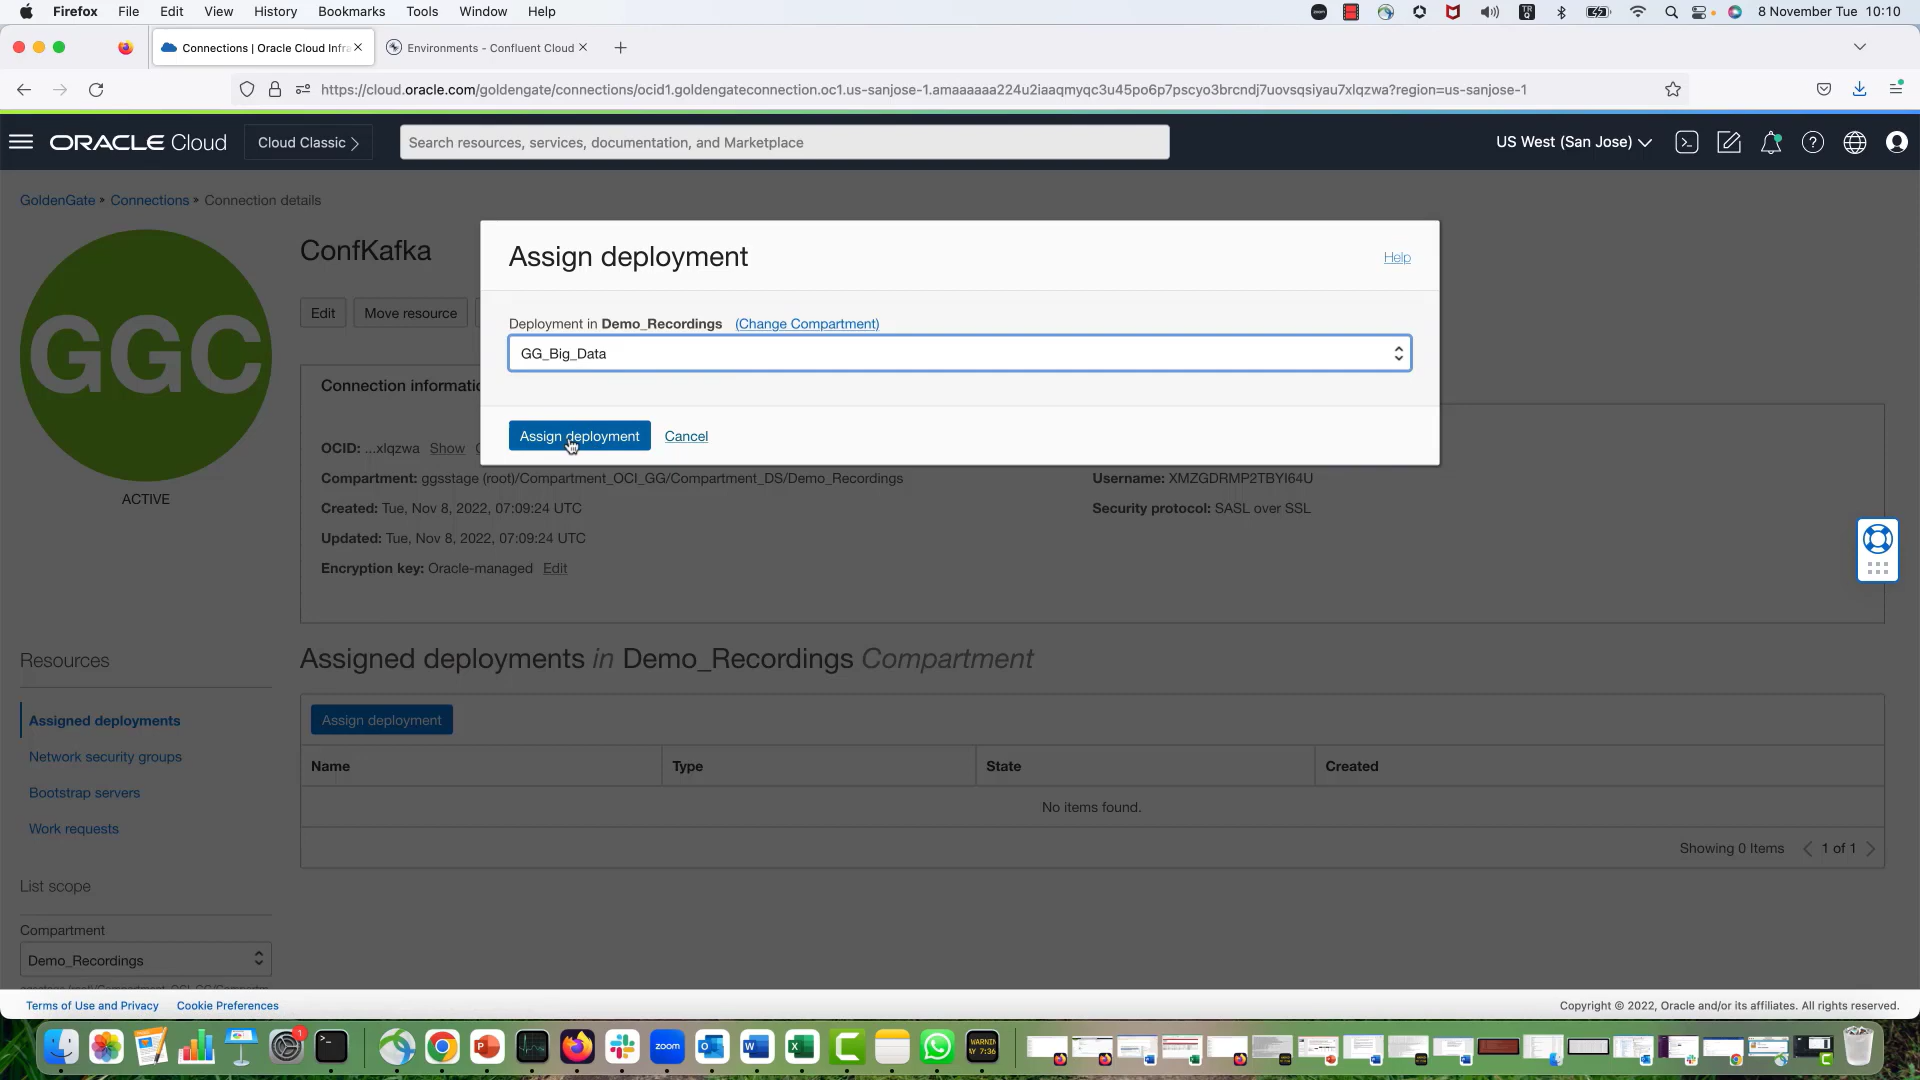 Firefox File Edit View History Bookmarks Tools Window Help 8 November Tue 10:10
Connections | Oracle Cloud Infra Environments - Confluent Cloud
https://cloud.oracle.com/goldengate/connections/ocid1.goldengateconnection.oc1.us-sanjose-1.amaaaaaa224u2iaaqmyqc3u45po6p7pscyo3brcndj7uovsqsiyau7xlqzwa?region=us-sanjose-1
ORACLE Cloud Cloud Classic > Search resources, services, documentation, and Marketplace US West (San Jose)
GoldenGate » Connections » Connection details
GGC
ACTIVE
ConfKafka
Edit Move resource
Assign deployment
Help
Deployment in Demo_Recordings (Change Compartment)
GG_Big_Data
Assign deployment Cancel
Connection informatio
OCID: ...xlqzwa Show
Compartment: ggsstage (root)/Compartment_OCI_GG/Compartment_DS/Demo_Recordings
Created: Tue, Nov 8, 2022, 07:09:24 UTC
Updated: Tue, Nov 8, 2022, 07:09:24 UTC
Encryption key: Oracle-managed Edit
Username: XMZGDRMP2TBYI64U
Security protocol: SASL over SSL
Resources
Assigned deployments
Network security groups
Bootstrap servers
Work requests
List scope
Compartment
Demo_Recordings
Assigned deployments in Demo_Recordings Compartment
Assign deployment
Name Type State Created
No items found.
Showing 0 Items < 1 of 1 >
Terms of Use and Privacy Cookie Preferences Copyright © 2022, Oracle and/or its affiliates. All rights reserved.
1
zoom
WARNIN
7:36